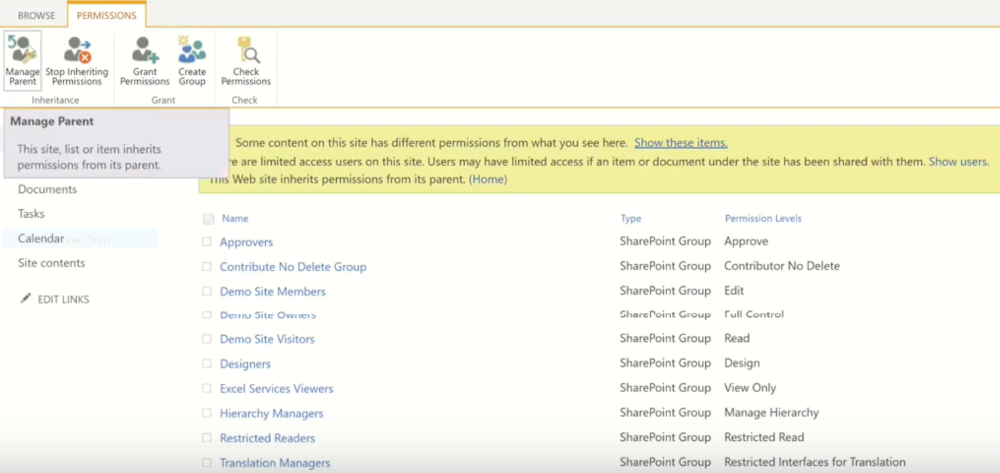 BROWSE
PERMISSIONS
Manage Parent
Stop Inheriting Permissions
Grant Permissions
Create Group
Check Permissions
Inheritance
Grant
Check
Manage Parent
This site, list or item inherits
permissions from its parent.
Some content on this site has different permissions from what you see here. Show these items.
are limited access users on this site. Users may have limited access if an item or document under the site has been shared with them. Show users.
This Web site inherits permissions from its parent. (Home)
Documents
Tasks
Calendar
Snip
Site contents
EDIT LINKS
Name Type Permission Levels
Approvers SharePoint Group Approve
Contribute No Delete Group SharePoint Group Contributor No Delete
Demo Site Members SharePoint Group Edit
Demo Site Owners SharePoint Group Full Control
Demo Site Visitors SharePoint Group Read
Designers SharePoint Group Design
Excel Services Viewers SharePoint Group View Only
Hierarchy Managers SharePoint Group Manage Hierarchy
Restricted Readers SharePoint Group Restricted Read
Translation Managers SharePoint Group Restricted Interfaces for Translation